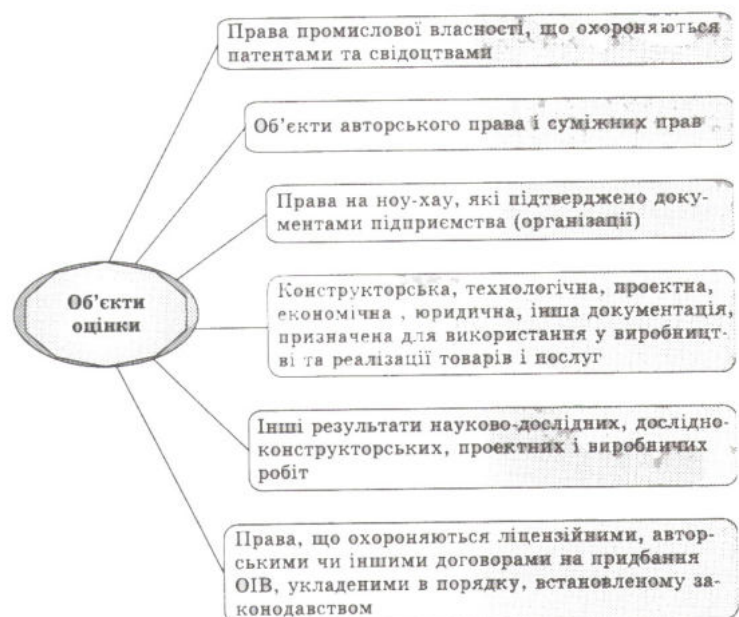 Права промислової власності, що охороняються
патентами та свідоцтвами
Об’єкти авторського права і суміжних прав
Права на ноу-хау, які підтверджено доку-
ментами підприємства (організації)
Об’єкти
оцінки
Конструкторська, технологічна, проектна,
економічна , юридична, інша документація,
призначена для використання у виробницт-
ві та реалізації товарів і послуг
Інші результати науково-дослідних, дослідно-
конструкторських, проектних і виробничих
робіт
Права, що охороняються ліцензійними, автор-
ськими чи іншими договорами на придбання
ОІВ, укладеними в порядку, встановленому за-
конодавством